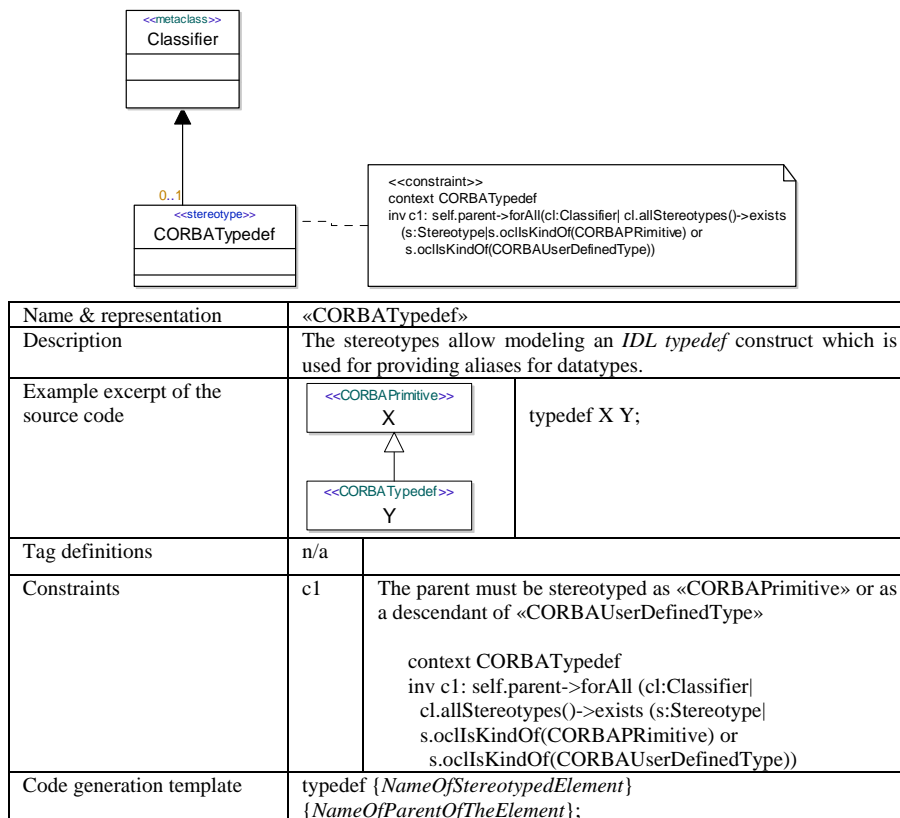 <<metaclass>>
Classifier
0..1
<<stereotype>>
CORBATypedef
<<constraint>>
context CORBATypedef
inv c1: self.parent->forAll(cl:Classifier| cl.allStereotypes()->exists
(s:Stereotype|s.oclIsKindOf(CORBAPRimitive) or
s.oclIsKindOf(CORBAUserDefinedType))
Name & representation
«CORBATypedef»
Description
The stereotypes allow modeling an IDL typedef construct which is
used for providing aliases for datatypes.
Example excerpt of the
source code
<<CORBAPrimitive>>
X
<<CORBATypedef>>
Y
typedef X Y;
Tag definitions
n/a
Constraints
c1
The parent must be stereotyped as «CORBAPrimitive» or as
a descendant of «CORBAUserDefinedType»
context CORBATypedef
inv c1: self.parent->forAll (cl:Classifier|
cl.allStereotypes()->exists (s:Stereotype|
s.oclIsKindOf(CORBAPRimitive) or
s.oclIsKindOf(CORBAUserDefinedType))
Code generation template
typedef {NameOfStereotypedElement}
{NameOfParentOfTheElement};